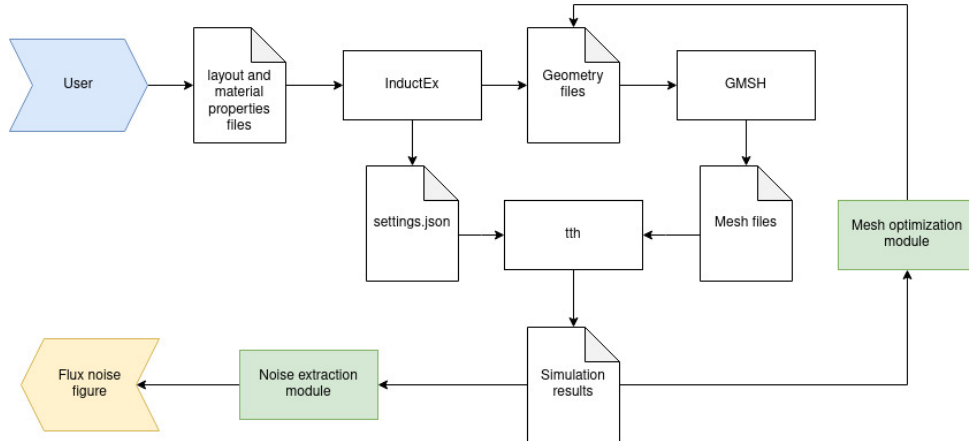 User
layout and
material
properties
files
InductEx
Geometry
files
GMSH
settings.json
tth
Mesh files
Mesh optimization
module
Flux noise
figure
Noise extraction
module
Simulation
results